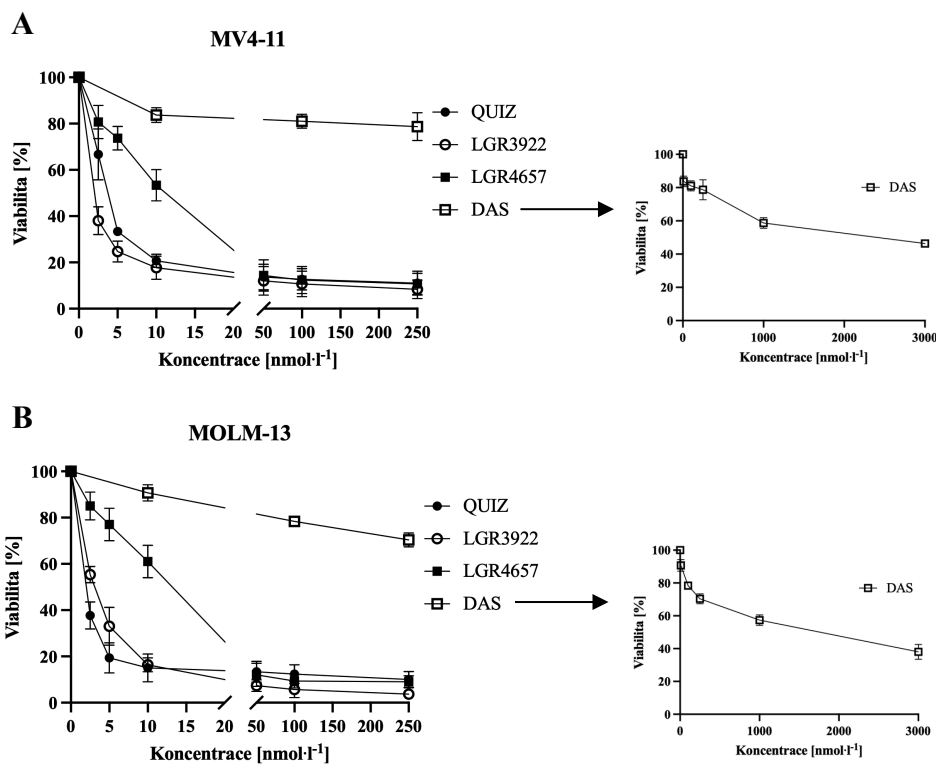 A
MV4-11
Viabilita [%]
100
80
60
40
20
0
0 5 10 15 20 50 100 150 200 250
Koncentrace [nmol·l⁻¹]
QUIZ
LGR3922
LGR4657
DAS
Viabilita [%]
100
80
60
40
20
0
0 1000 2000 3000
Koncentrace [nmol·l⁻¹]
DAS
B
MOLM-13
Viabilita [%]
100
80
60
40
20
0
0 5 10 15 20 50 100 150 200 250
Koncentrace [nmol·l⁻¹]
QUIZ
LGR3922
LGR4657
DAS
Viabilita [%]
100
80
60
40
20
0
0 1000 2000 3000
Koncentrace [nmol·l⁻¹]
DAS